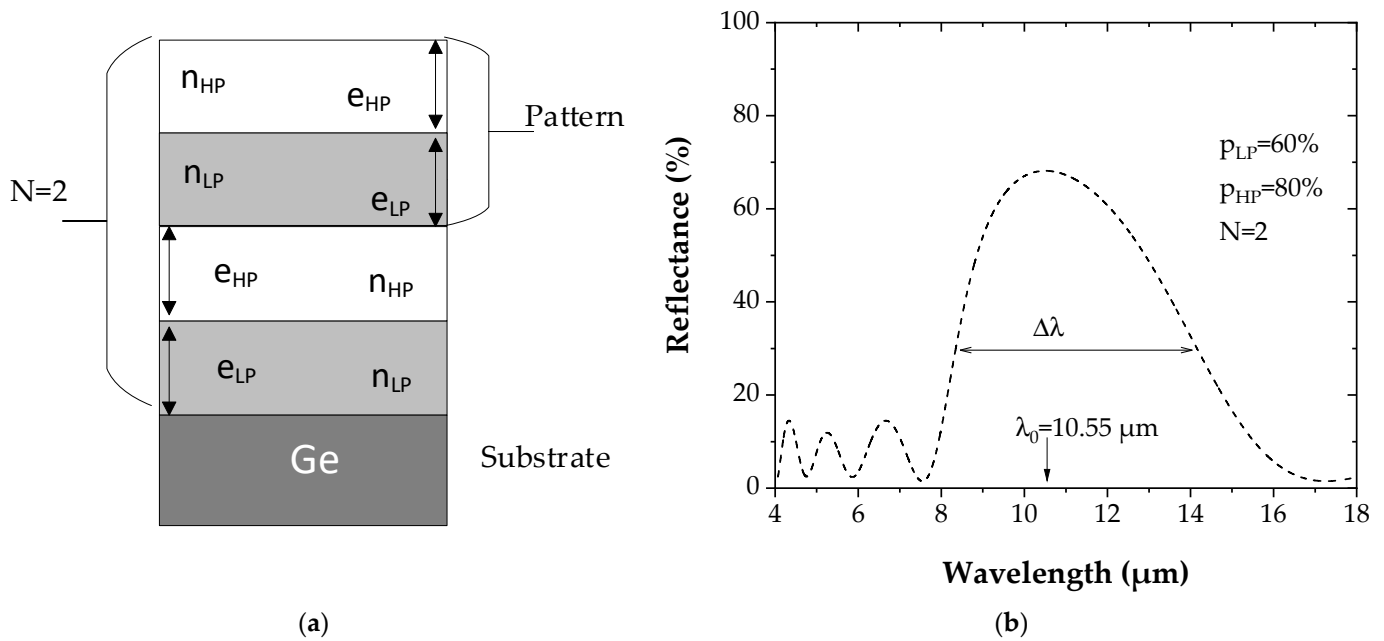 n_HP
e_HP
Pattern
n_LP
e_LP
N=2
e_HP
n_HP
e_LP
n_LP
Ge
Substrate
(a)
Reflectance (%)
100
80
60
40
20
0
p_LP=60%
p_HP=80%
N=2
Δλ
λ_0=10.55 μm
4 6 8 10 12 14 16 18
Wavelength (μm)
(b)